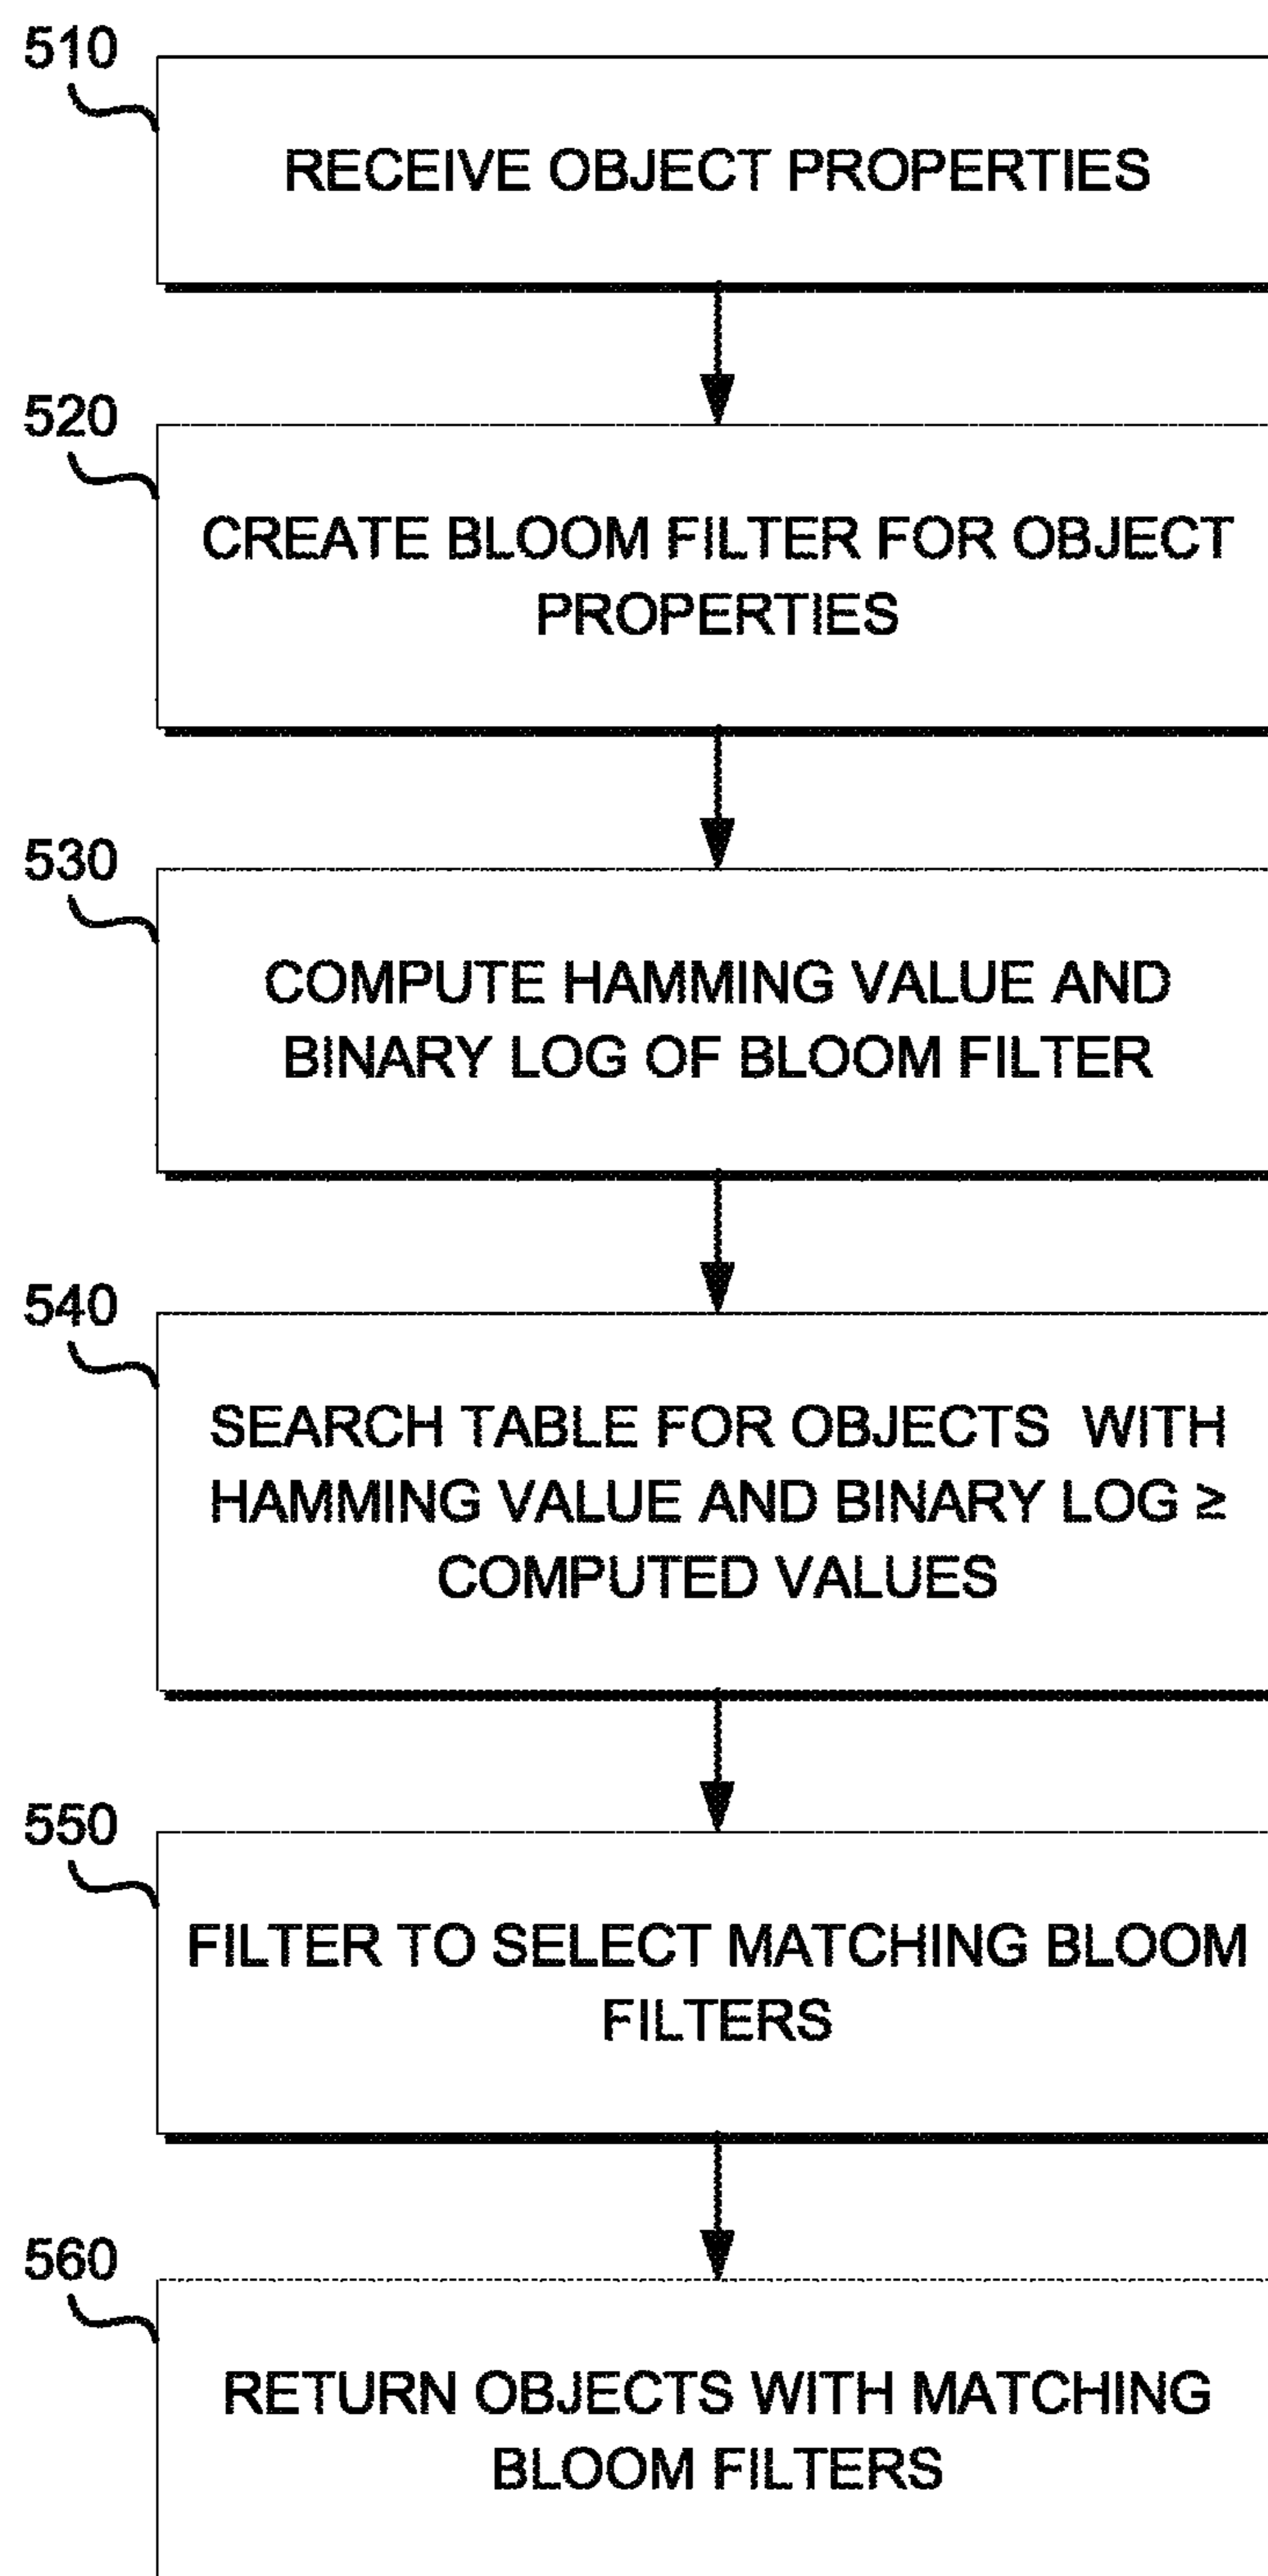 510
RECEIVE OBJECT PROPERTIES
520
CREATE BLOOM FILTER FOR OBJECT
PROPERTIES
530
COMPUTE HAMMING VALUE AND
BINARY LOG OF BLOOM FILTER
540
SEARCH TABLE FOR OBJECTS WITH
HAMMING VALUE AND BINARY LOG ≥
COMPUTED VALUES
550
FILTER TO SELECT MATCHING BLOOM
FILTERS
560
RETURN OBJECTS WITH MATCHING
BLOOM FILTERS